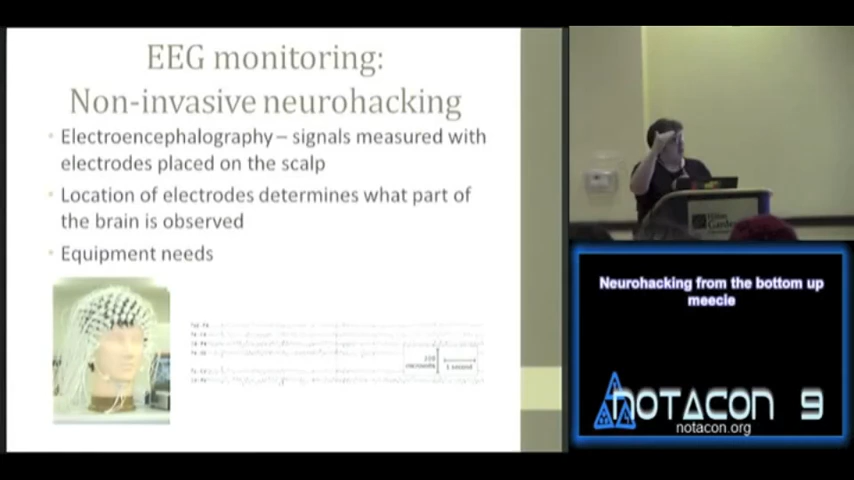 EEG monitoring:
Non-invasive neurohacking
Electroencephalography – signals measured with
electrodes placed on the scalp
Location of electrodes determines what part of
the brain is observed
Equipment needs
1 second
Hilton
Garden
Neurohacking from the bottom up
meecie
NOTACON 9
notacon.org